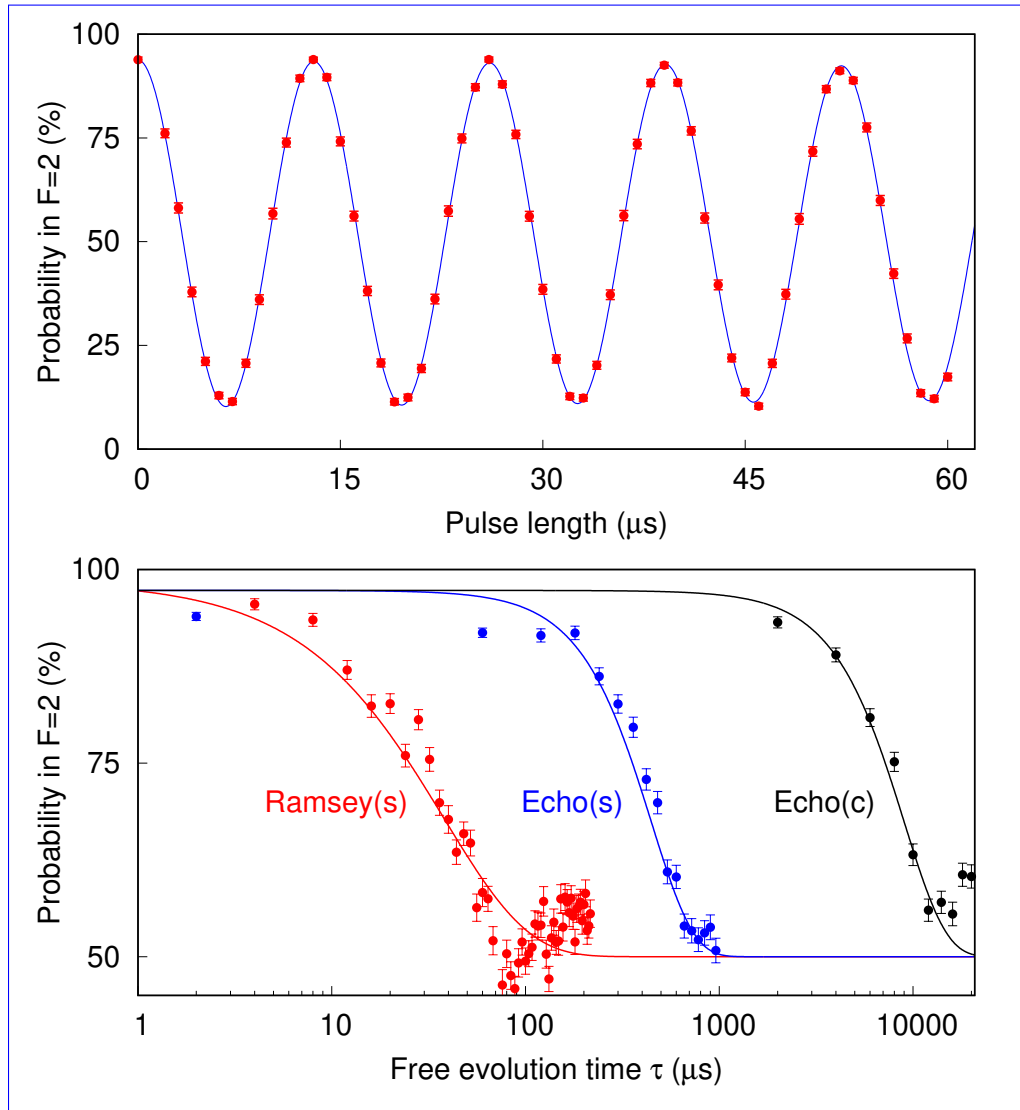 100
75
50
25
0
Probability in F=2 (%)
0 15 30 45 60
Pulse length (μs)
100
75
50
Probability in F=2 (%)
Ramsey(s) Echo(s) Echo(c)
1 10 100 1000 10000
Free evolution time τ (μs)